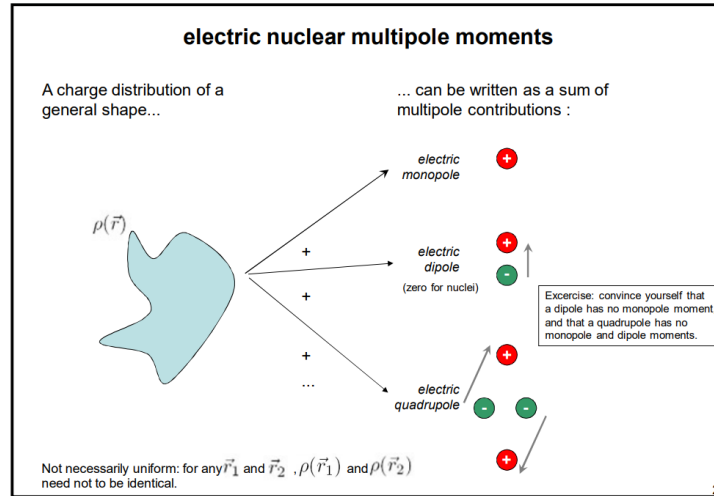 electric nuclear multipole moments
A charge distribution of a
general shape...
... can be written as a sum of
multipole contributions :
electric
monopole
+
ρ(r⃗)
+
electric
dipole
(zero for nuclei)
+
-
+
Excercise: convince yourself that
a dipole has no monopole moment
and that a quadrupole has no
monopole and dipole moments.
+
...
electric
quadrupole
+
-
-
+
Not necessarily uniform: for any r⃗₁ and r⃗₂ , ρ(r⃗₁) and ρ(r⃗₂)
need not to be identical.